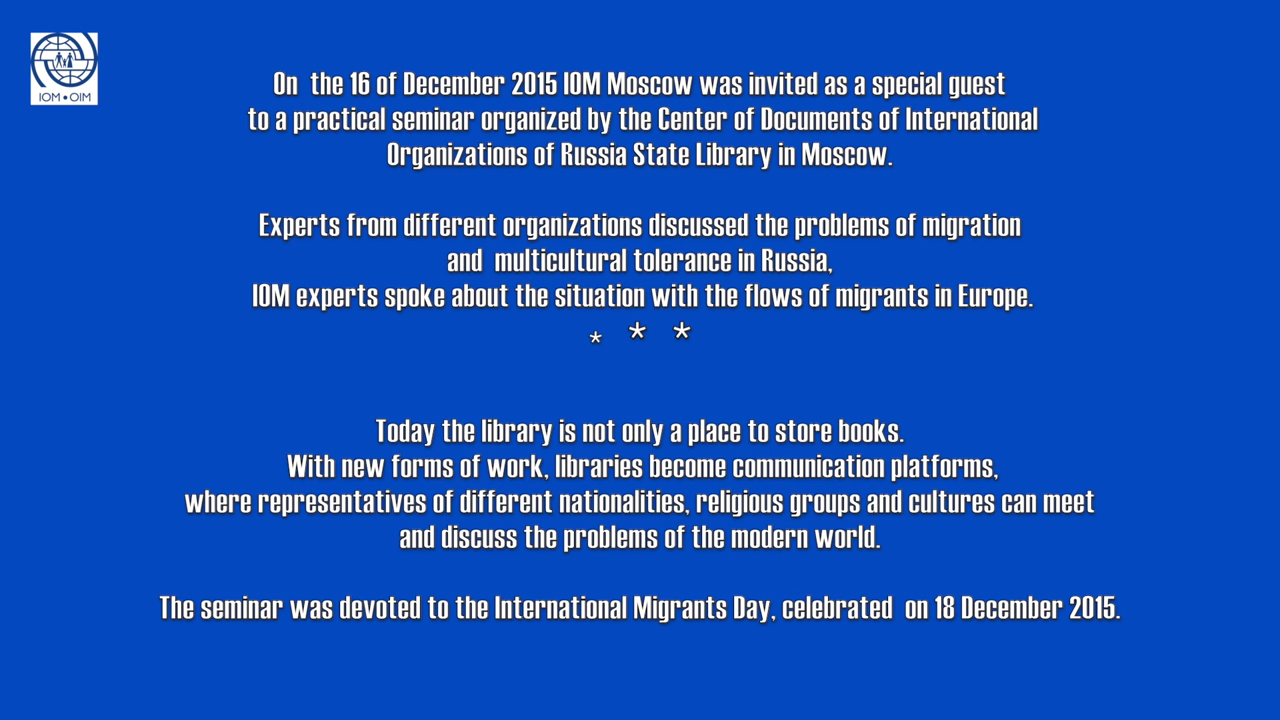 IOM • OIM
On  the 16 of December 2015 IOM Moscow was invited as a special guest
to a practical seminar organized by the Center of Documents of International
Organizations of Russia State Library in Moscow.
Experts from different organizations discussed the problems of migration
and  multicultural tolerance in Russia,
IOM experts spoke about the situation with the flows of migrants in Europe.
* * *
Today the library is not only a place to store books.
With new forms of work, libraries become communication platforms,
where representatives of different nationalities, religious groups and cultures can meet
and discuss the problems of the modern world.
The seminar was devoted to the International Migrants Day, celebrated  on 18 December 2015.